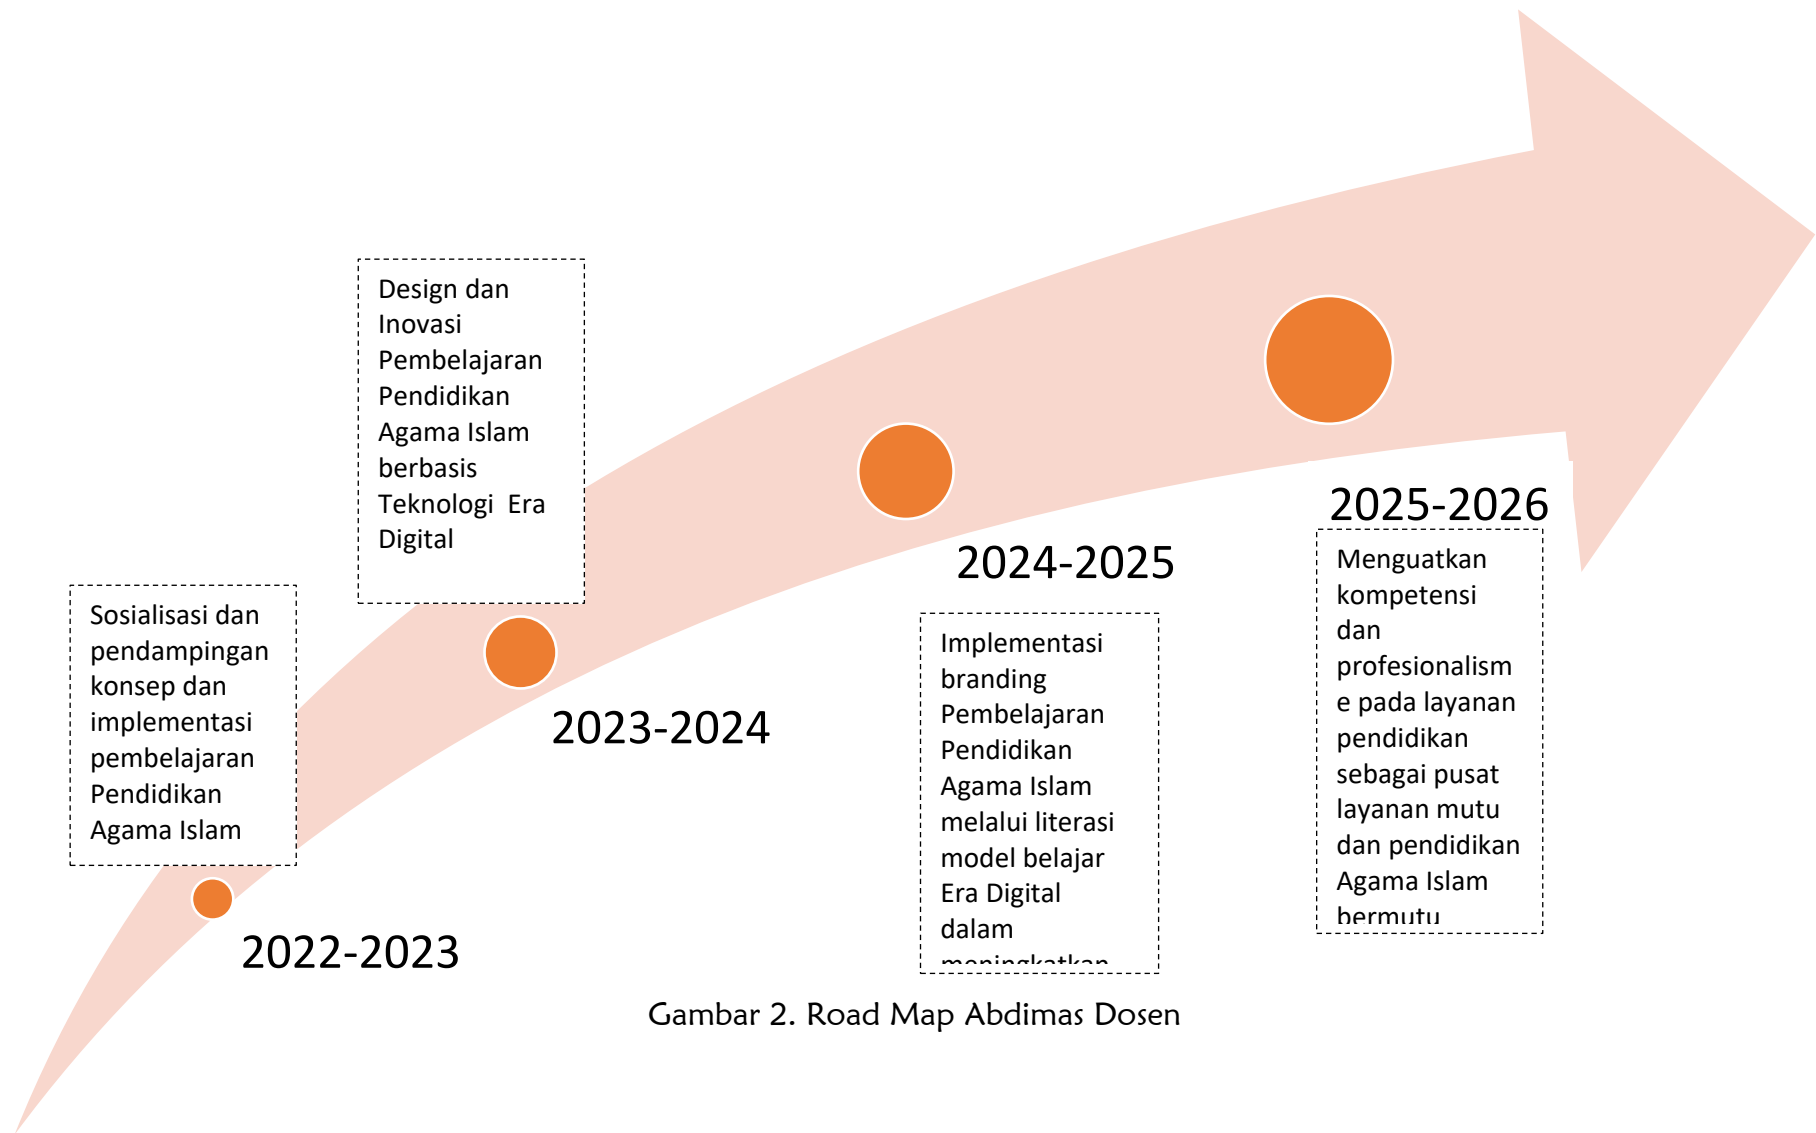 Design dan
Inovasi
Pembelajaran
Pendidikan
Agama Islam
berbasis
Teknologi Era
Digital
Sosialisasi dan
pendampingan
konsep dan
implementasi
pembelajaran
Pendidikan
Agama Islam
2022-2023
2023-2024
2024-2025
Implementasi
branding
Pembelajaran
Pendidikan
Agama Islam
melalui literasi
model belajar
Era Digital
dalam
meningkatkan
2025-2026
Menguatkan
kompetensi
dan
profesionalism
e pada layanan
pendidikan
sebagai pusat
layanan mutu
dan pendidikan
Agama Islam
bermutu
Gambar 2. Road Map Abdimas Dosen